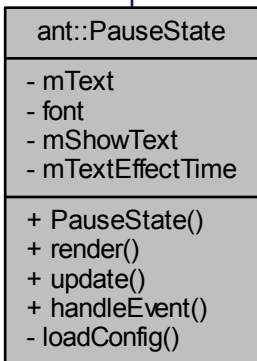 ant::PauseState
- mText
- font
- mShowText
- mTextEffectTime
+ PauseState()
+ render()
+ update()
+ handleEvent()
- loadConfig()